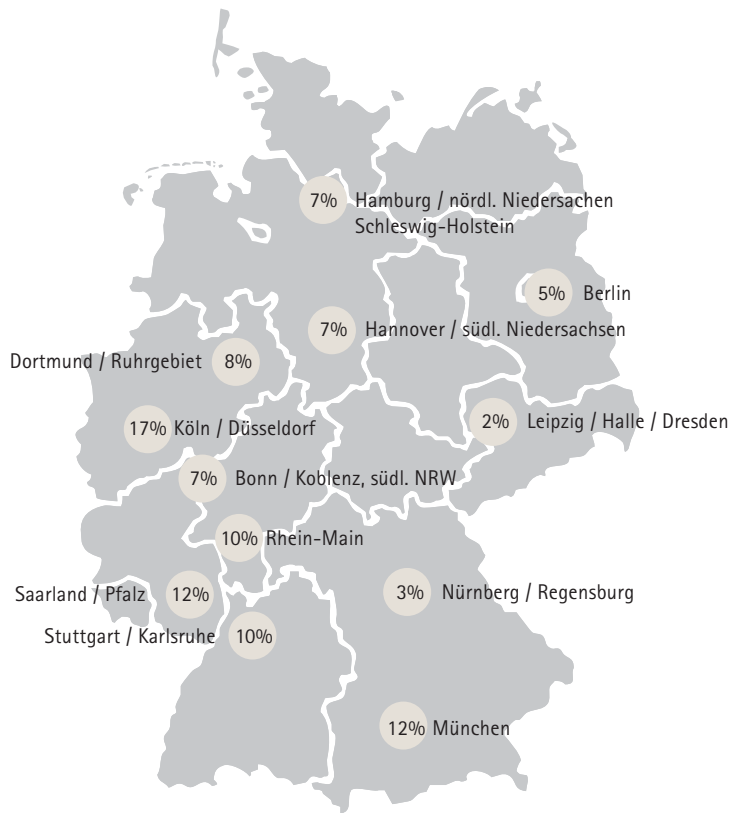 7% Hamburg / nördl. Niedersachen
Schleswig-Holstein
5% Berlin
7% Hannover / südl. Niedersachsen
Dortmund / Ruhrgebiet 8%
17% Köln / Düsseldorf
2% Leipzig / Halle / Dresden
7% Bonn / Koblenz, südl. NRW
10% Rhein-Main
Saarland / Pfalz 12%
3% Nürnberg / Regensburg
Stuttgart / Karlsruhe 10%
12% München